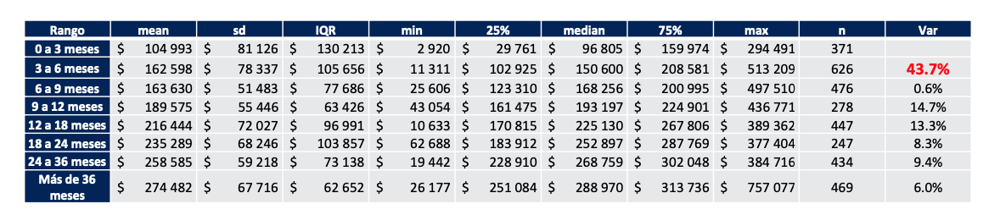 Rango mean sd IQR min 25% median 75% max n Var
0 a 3 meses $ 104 993 $ 81 126 $ 130 213 $ 2 920 $ 29 761 $ 96 805 $ 159 974 $ 294 491 371
3 a 6 meses $ 162 598 $ 78 337 $ 105 656 $ 11 311 $ 102 925 $ 150 600 $ 208 581 $ 513 209 626 43.7%
6 a 9 meses $ 163 630 $ 51 483 $ 77 686 $ 25 606 $ 123 310 $ 168 256 $ 200 995 $ 497 510 476 0.6%
9 a 12 meses $ 189 575 $ 55 446 $ 63 426 $ 43 054 $ 161 475 $ 193 197 $ 224 901 $ 436 771 278 14.7%
12 a 18 meses $ 216 444 $ 72 027 $ 96 991 $ 10 633 $ 170 815 $ 225 130 $ 267 806 $ 389 362 447 13.3%
18 a 24 meses $ 235 289 $ 68 246 $ 103 857 $ 62 688 $ 183 912 $ 252 897 $ 287 769 $ 377 404 247 8.3%
24 a 36 meses $ 258 585 $ 59 218 $ 73 138 $ 19 442 $ 228 910 $ 268 759 $ 302 048 $ 384 716 434 9.4%
Más de 36
meses $ 274 482 $ 67 716 $ 62 652 $ 26 177 $ 251 084 $ 288 970 $ 313 736 $ 757 077 469 6.0%